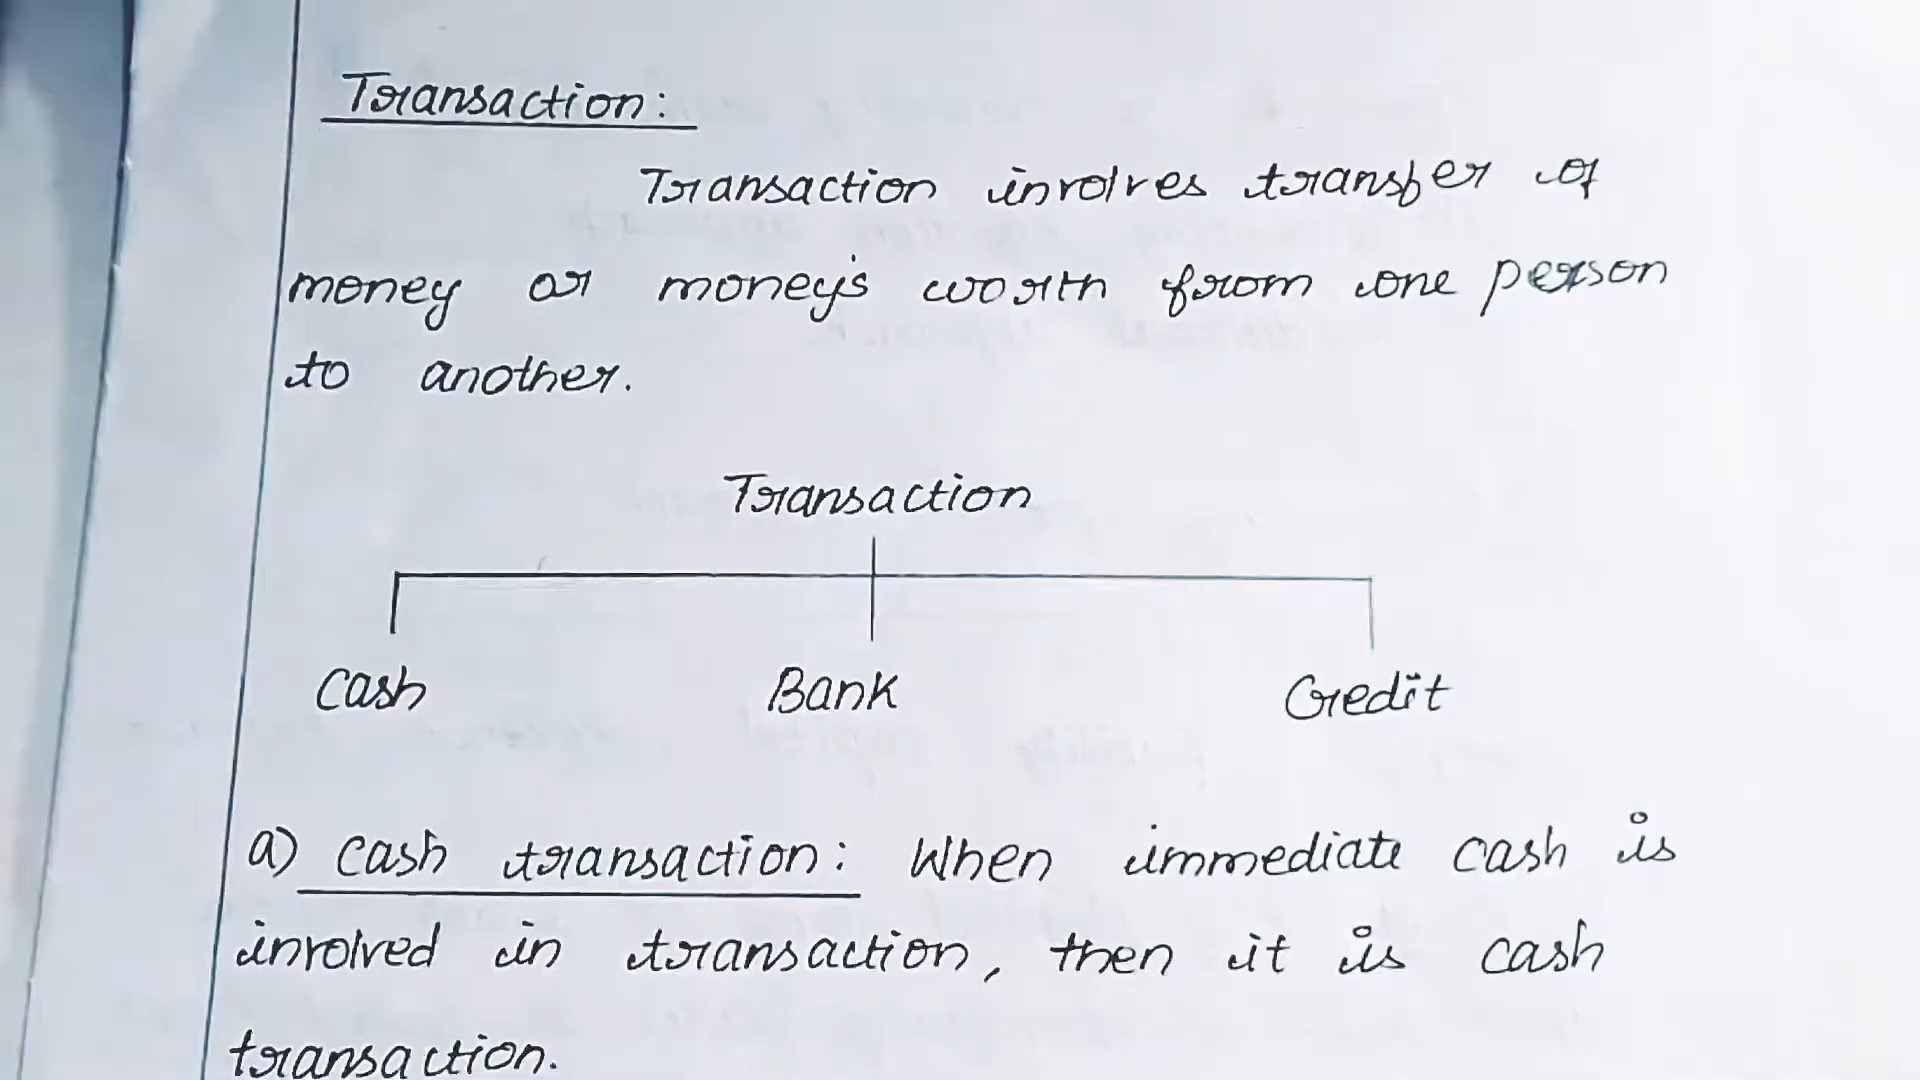 Transaction:
Transaction involves transfer of
money or money's worth from one person
to another.
Transaction
Cash Bank Credit
a) Cash transaction: When immediate cash is
involved in transaction, then it is cash
transaction.